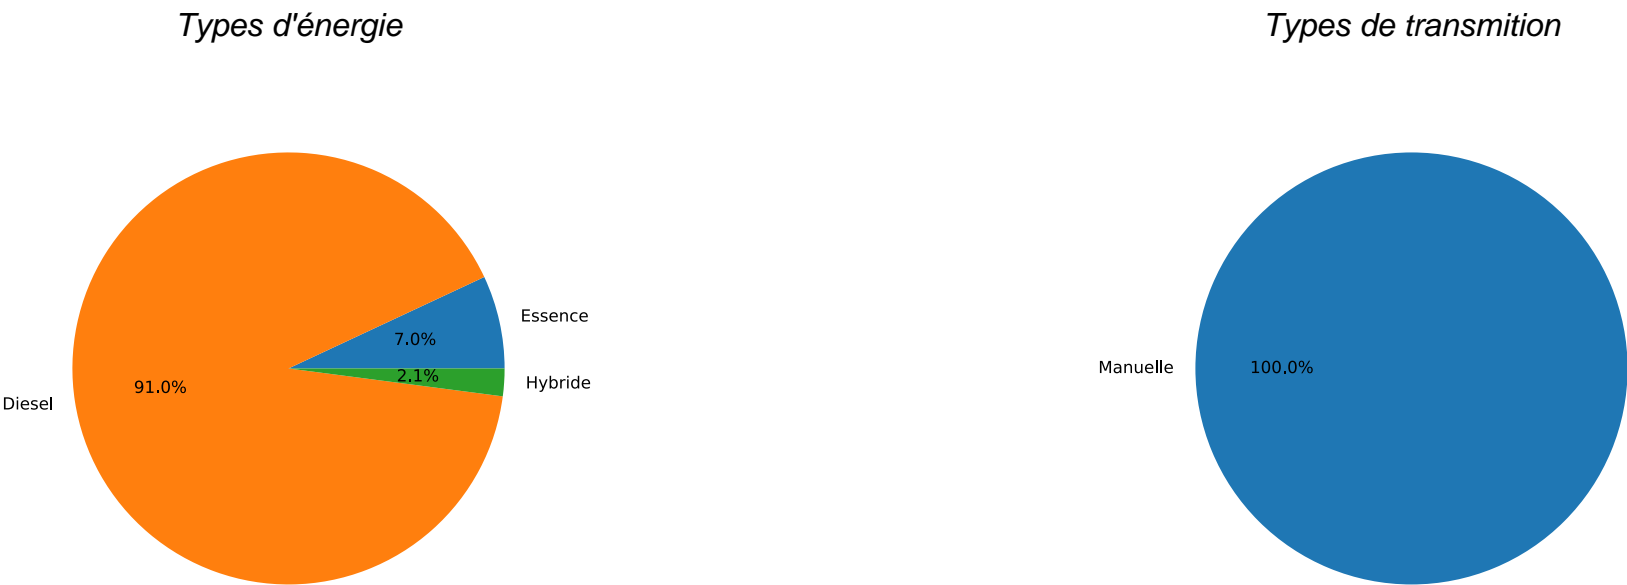 Types d'énergie
Types de transmition
Essence
7.0%
2.1%
Hybride
91.0%
Diesel
Manuelle
100.0%